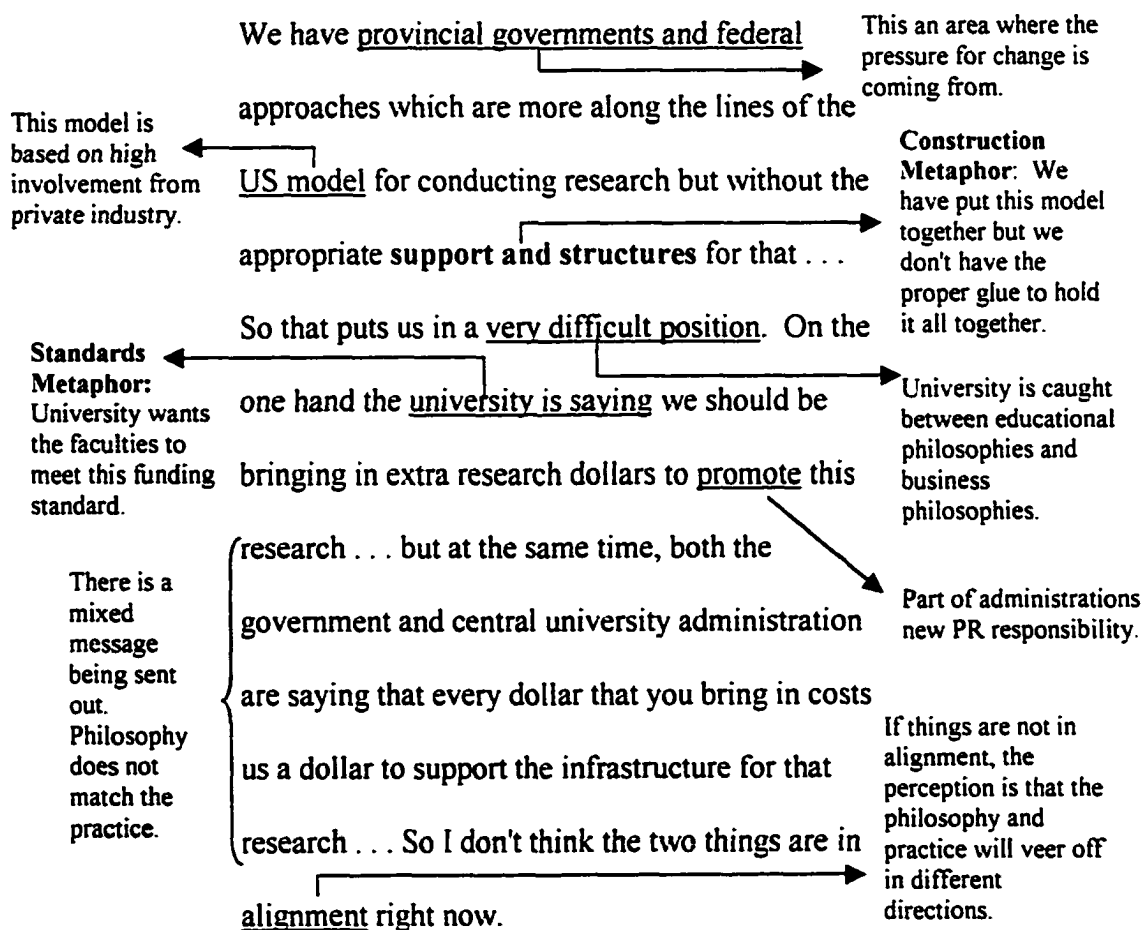 We have provincial governments and federal
approaches which are more along the lines of the
US model for conducting research but without the
appropriate support and structures for that . . .
So that puts us in a very difficult position. On the
one hand the university is saying we should be
bringing in extra research dollars to promote this
research . . . but at the same time, both the
government and central university administration
are saying that every dollar that you bring in costs
us a dollar to support the infrastructure for that
research . . . So I don't think the two things are in
alignment right now.
This model is
based on high
involvement from
private industry.
Standards
Metaphor:
University wants
the faculties to
meet this funding
standard.
There is a
mixed
message
being sent
out.
Philosophy
does not
match the
practice.
This an area where the
pressure for change is
coming from.
Construction
Metaphor: We
have put this model
together but we
don't have the
proper glue to hold
it all together.
University is caught
between educational
philosophies and
business
philosophies.
Part of administrations
new PR responsibility.
If things are not in
alignment, the
perception is that the
philosophy and
practice will veer off
in different
directions.